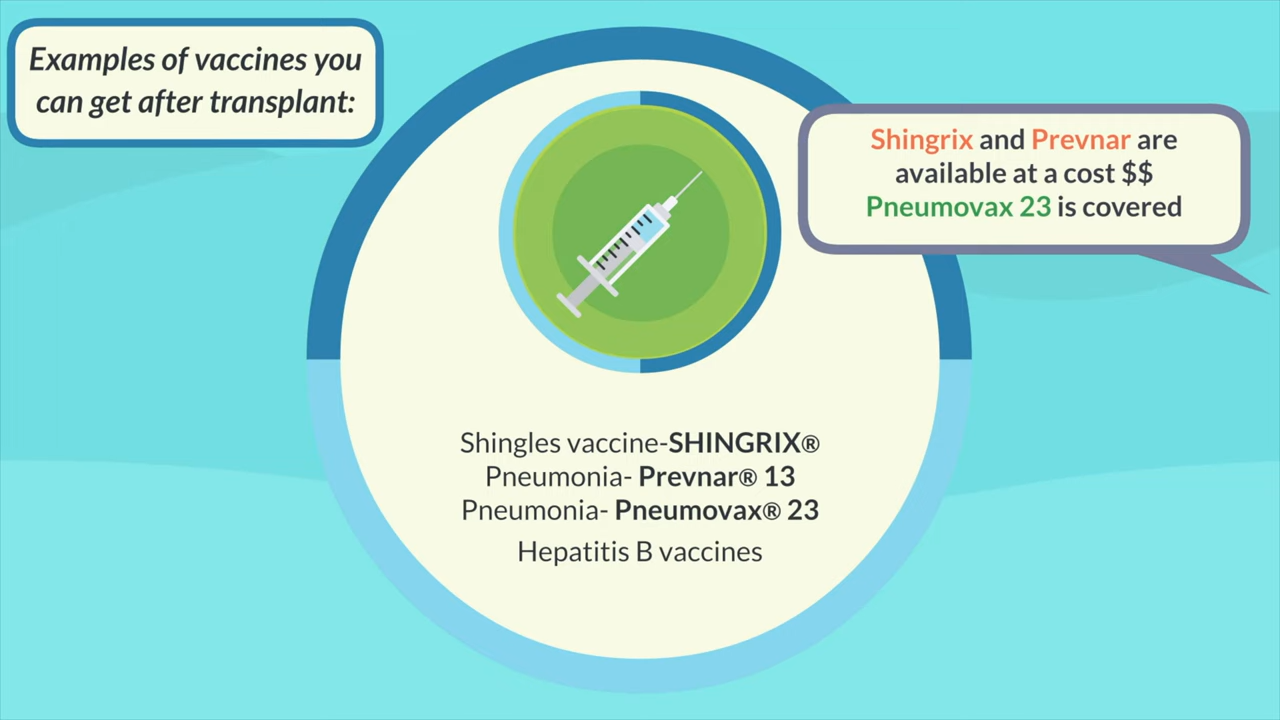 Examples of vaccines you
can get after transplant:
Shingrix and Prevnar are
available at a cost $$
Pneumovax 23 is covered
Shingles vaccine-SHINGRIX®
Pneumonia- Prevnar® 13
Pneumonia- Pneumovax® 23
Hepatitis B vaccines